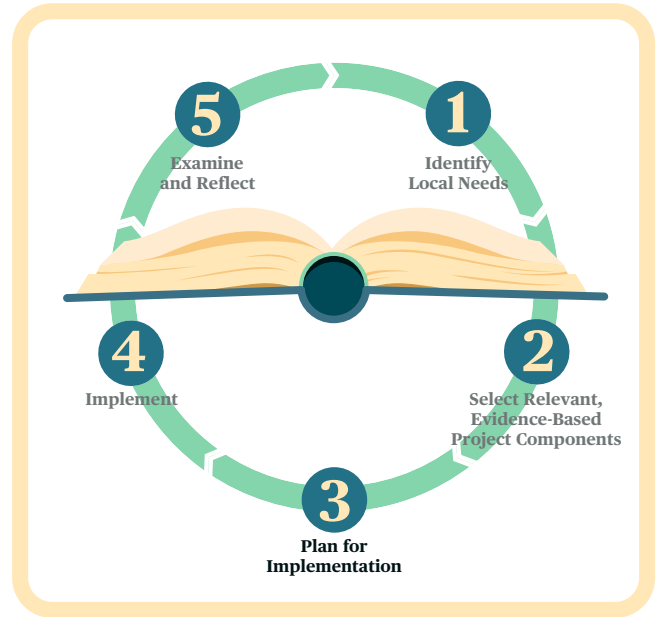 1
Identify
Local Needs
2
Select Relevant,
Evidence-Based
Project Components
3
Plan for
Implementation
4
Implement
5
Examine
and Reflect